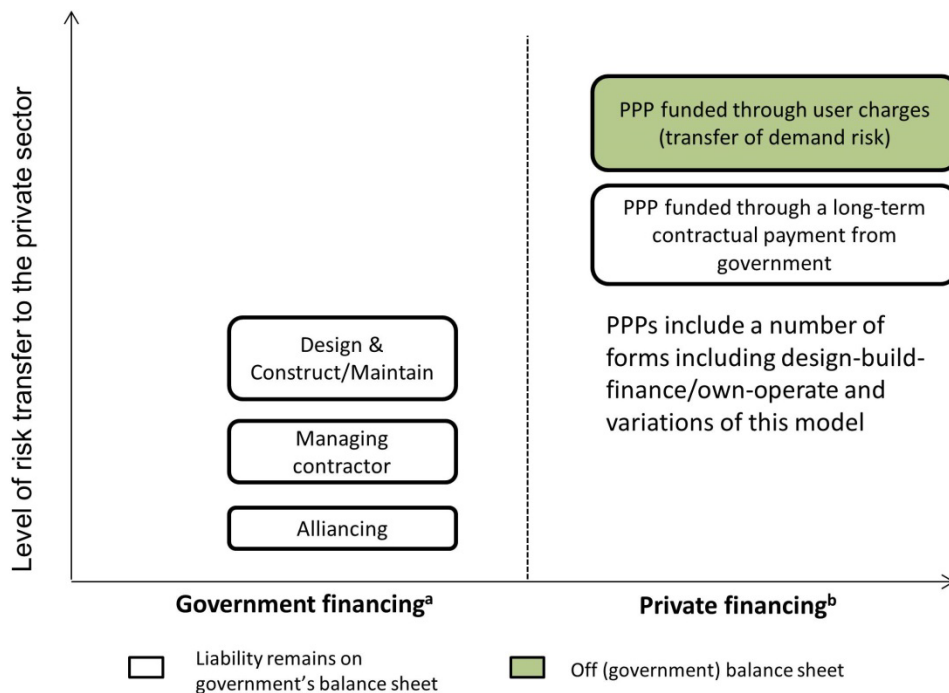 Level of risk transfer to the private sector
PPP funded through user charges
(transfer of demand risk)
PPP funded through a long-term
contractual payment from
government
PPPs include a number of
forms including design-build-
finance/own-operate and
variations of this model
Design &
Construct/Maintain
Managing
contractor
Alliancing
Government financingᵃ
Private financingᵇ
Liability remains on
government's balance sheet
Off (government) balance sheet